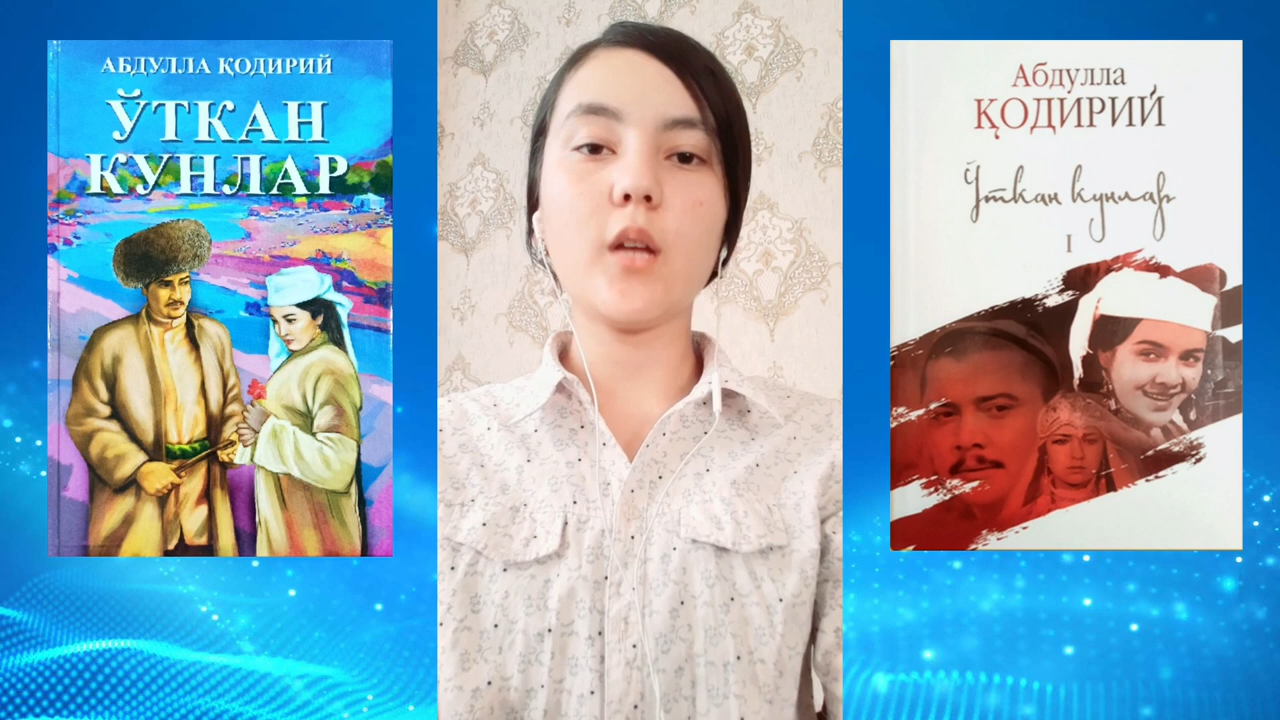 АБДУЛЛА ҚОДИРИЙ
ЎТКАН
КУНЛАР
Абдулла
ҚОДИРИЙ
Ўткан кунлар
I